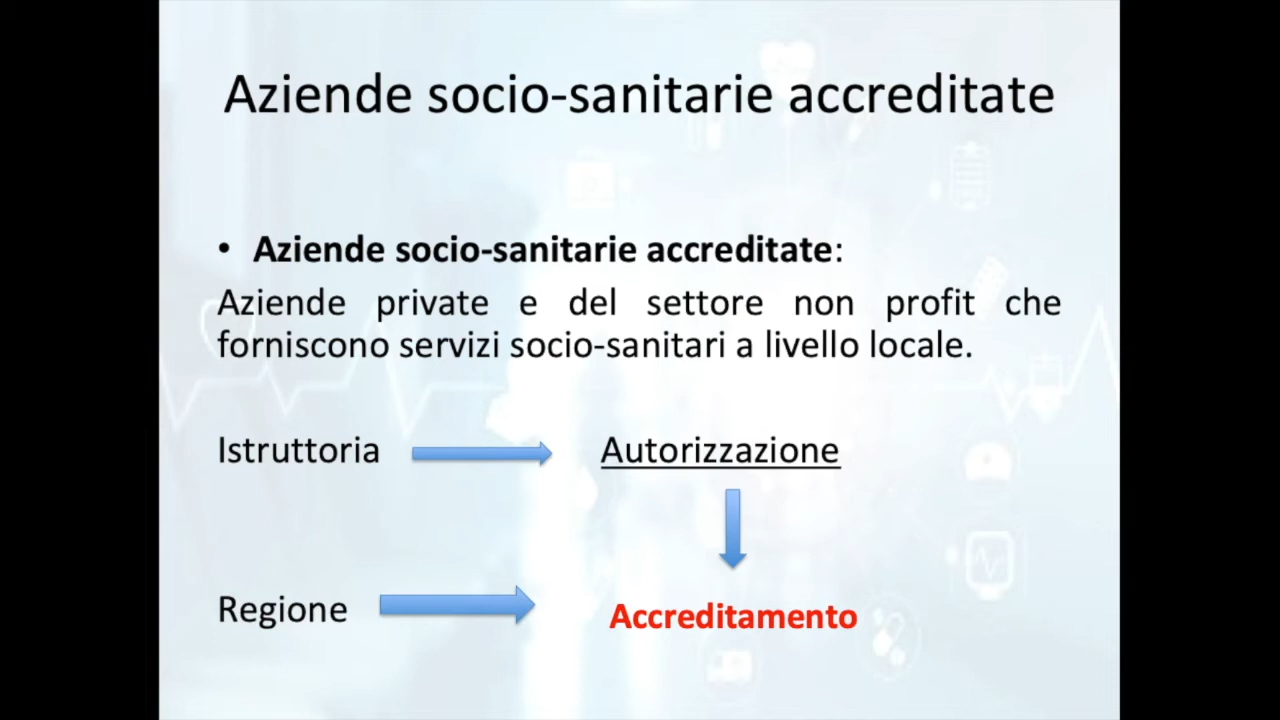 Aziende socio-sanitarie accreditate
• Aziende socio-sanitarie accreditate:
Aziende private e del settore non profit che
forniscono servizi socio-sanitari a livello locale.
Istruttoria Autorizzazione
Regione Accreditamento